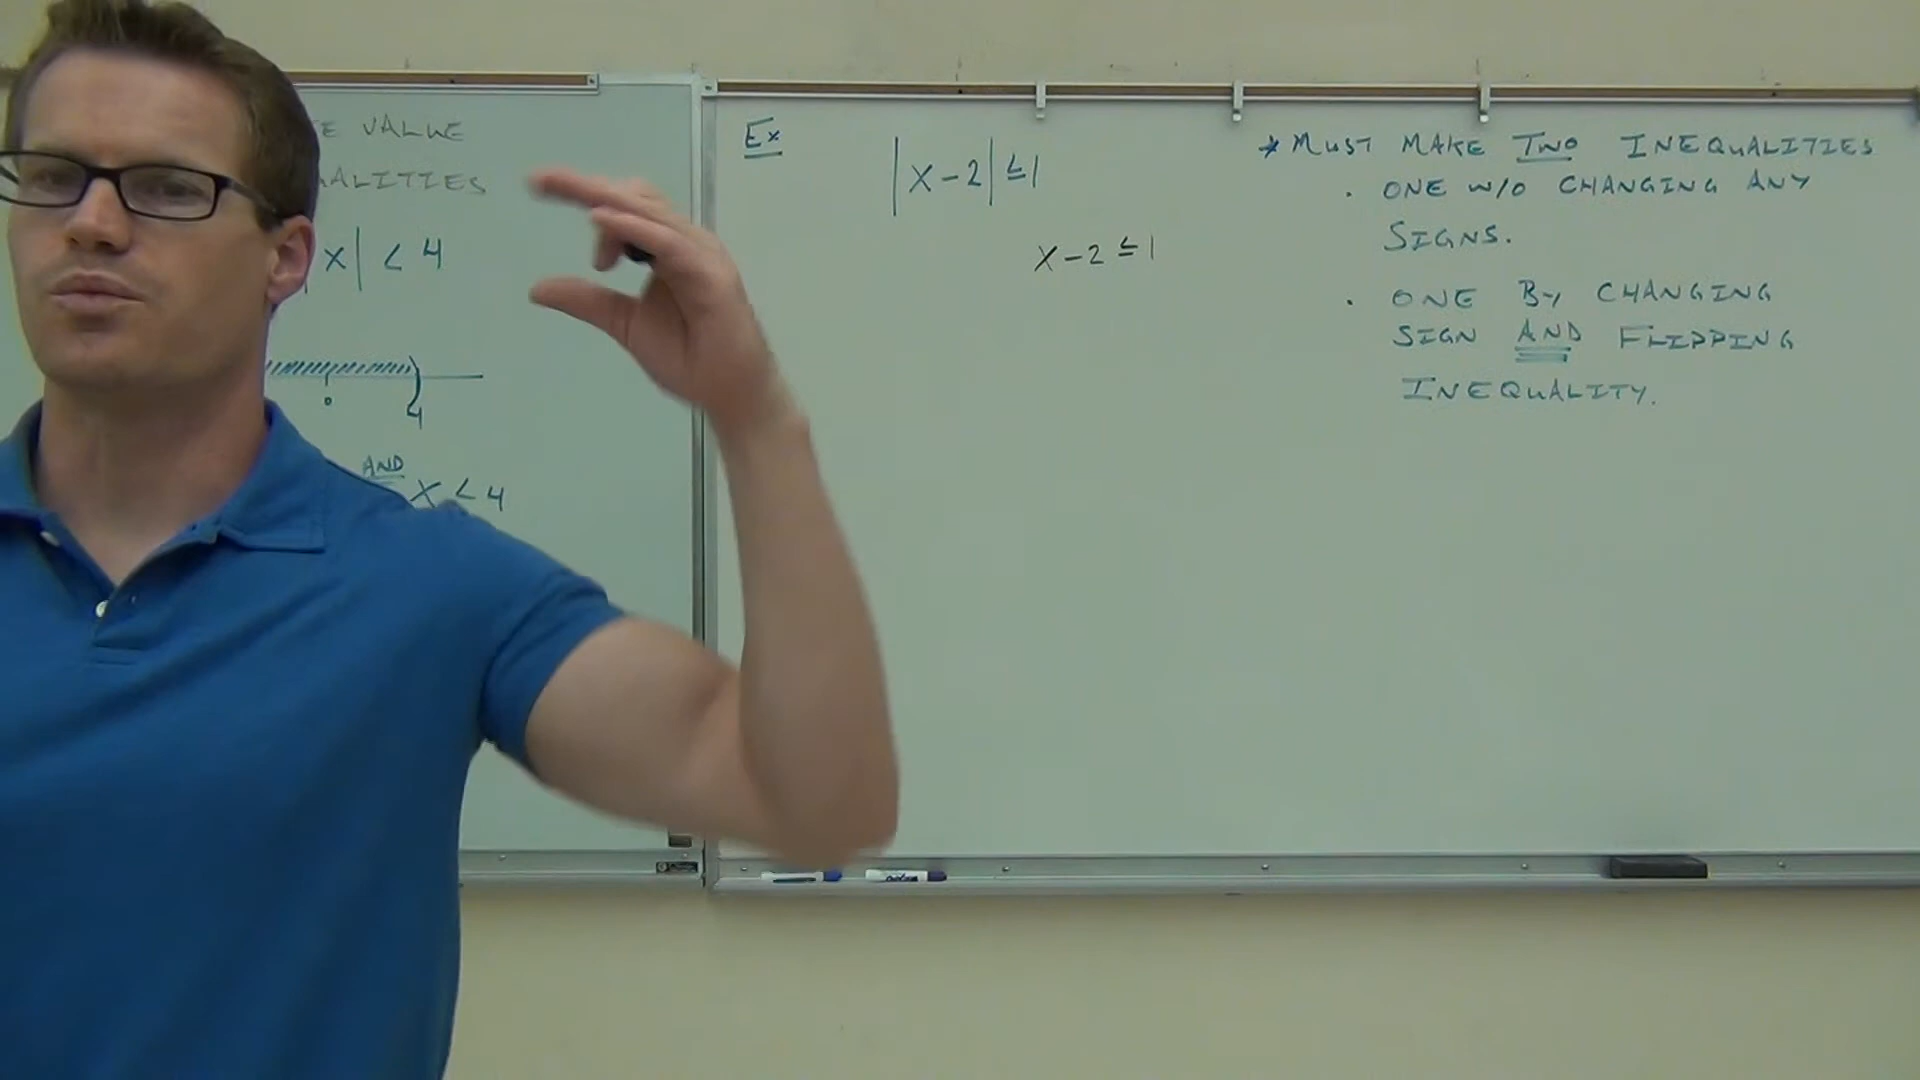 VALUE
|x| < 4
0
4
AND
x < 4
Ex
|x-2| ≤ 1
x-2 ≤ 1
* MUST MAKE TWO INEQUALITIES
· ONE W/O CHANGING ANY
SIGNS.
· ONE BY CHANGING
SIGN AND FLIPPING
INEQUALITY.